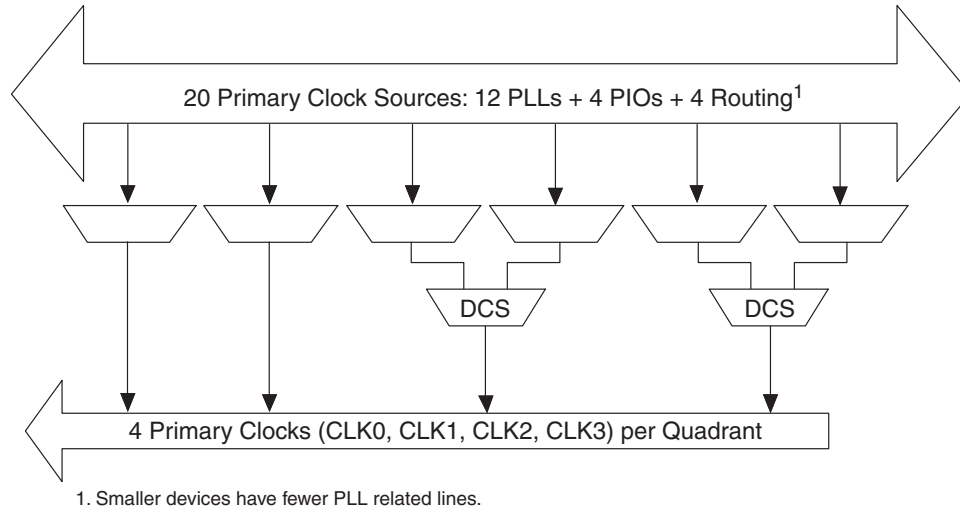 20 Primary Clock Sources: 12 PLLs + 4 PIOs + 4 Routing1
DCS
DCS
4 Primary Clocks (CLK0, CLK1, CLK2, CLK3) per Quadrant
1. Smaller devices have fewer PLL related lines.